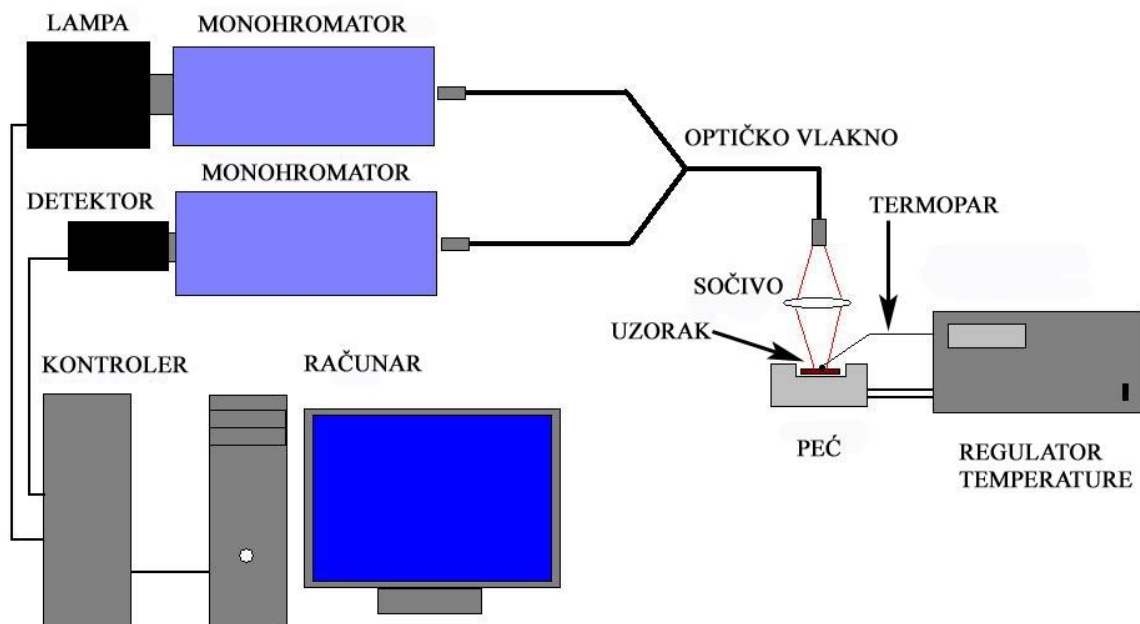 LAMPA
MONOHROMATOR
OPTIČKO VLAKNO
MONOHROMATOR
DETEKTOR
TERMOPAR
SOČIVO
UZORAK
KONTROLER
RAČUNAR
PEĆ
REGULATOR
TEMPERATURE